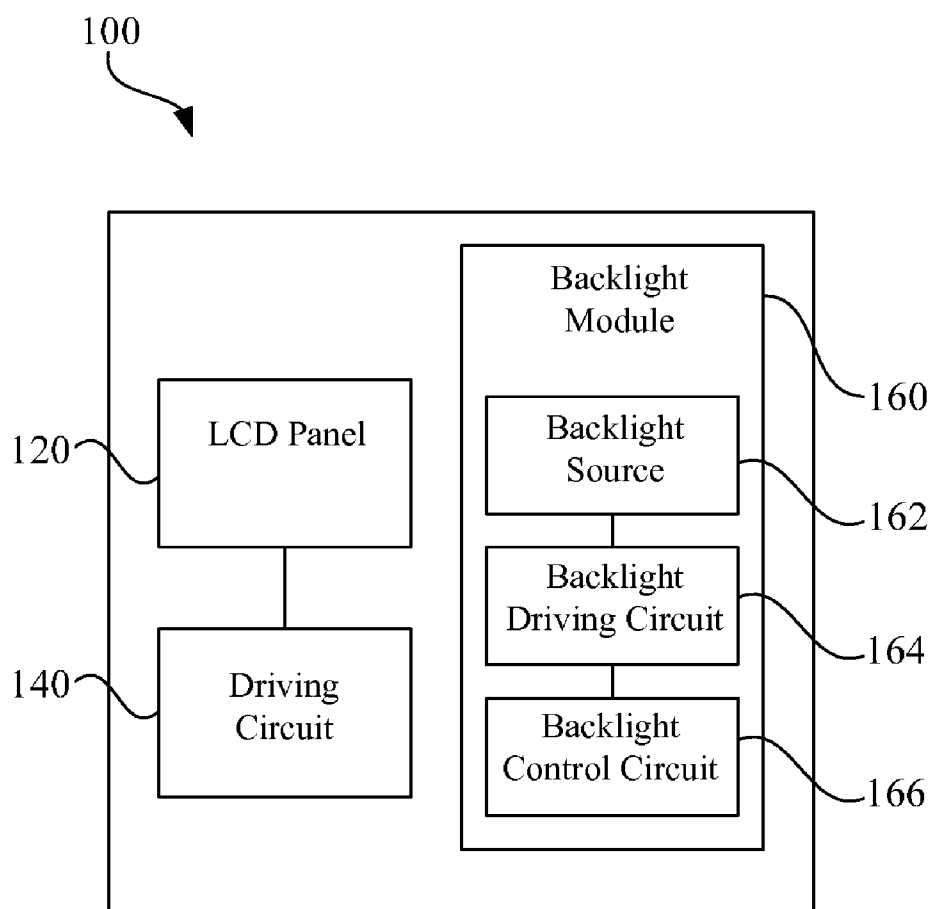 100
Backlight
Module
160
LCD Panel
120
Backlight
Source
162
Backlight
Driving Circuit
164
140
Driving
Circuit
Backlight
Control Circuit
166